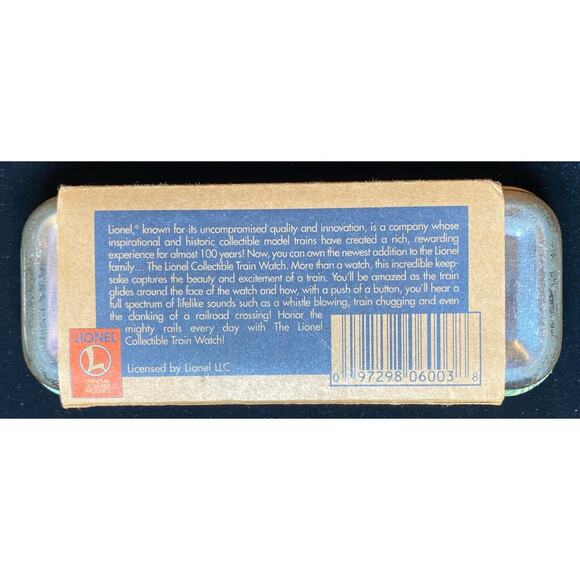 Lionel,® known for its uncompromised quality and innovation, is a company whose
inspirational and historic collectible model trains have created a rich, rewarding
experience for almost 100 years! Now, you can own the newest addition to the Lionel
family... The Lionel Collectible Train Watch. More than a watch, this incredible keep-
sake captures the beauty and excitement of a train. You'll be amazed as the train
glides around the face of the watch and how, with a push of a button, you'll hear a
full spectrum of lifelike sounds such as a whistle blowing, train chugging and even
the clanking of a railroad crossing! Honor the
mighty rails every day with The Lionel
Collectible Train Watch!
Licensed by Lionel LLC
LIONEL
L
OFFICIAL
LICENSED
PRODUCT
0 97298 06003 8